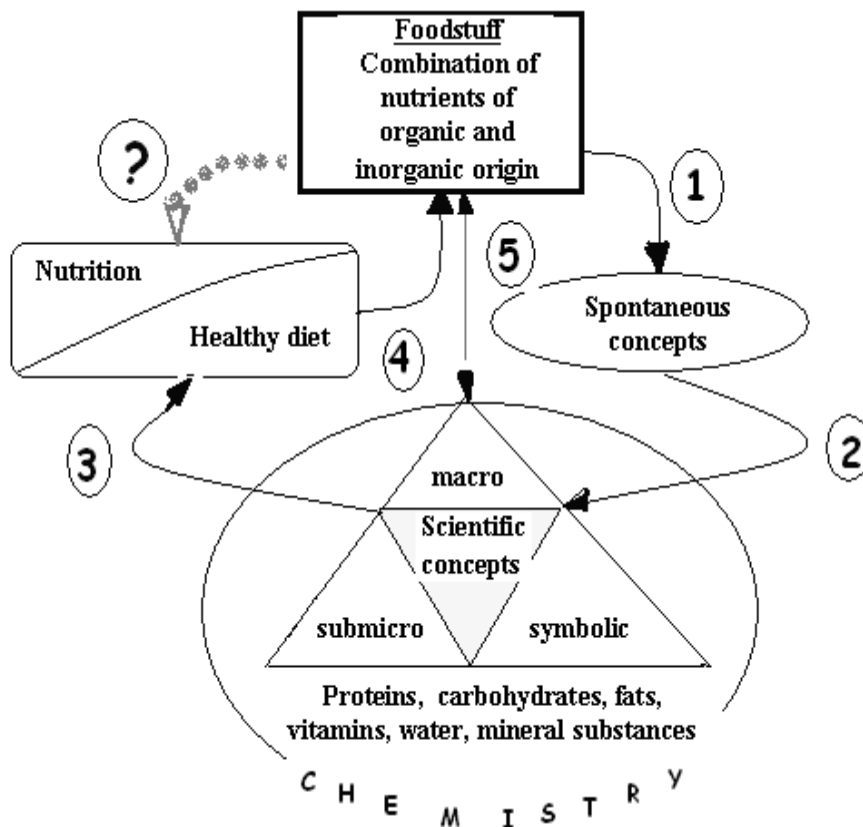 Foodstuff
Combination of
nutrients of
organic and
inorganic origin
?
1
Nutrition
Healthy diet
5
Spontaneous
concepts
4
3
2
macro
Scientific
concepts
submicro
symbolic
Proteins, carbohydrates, fats,
vitamins, water, mineral substances
CHEMISTRY